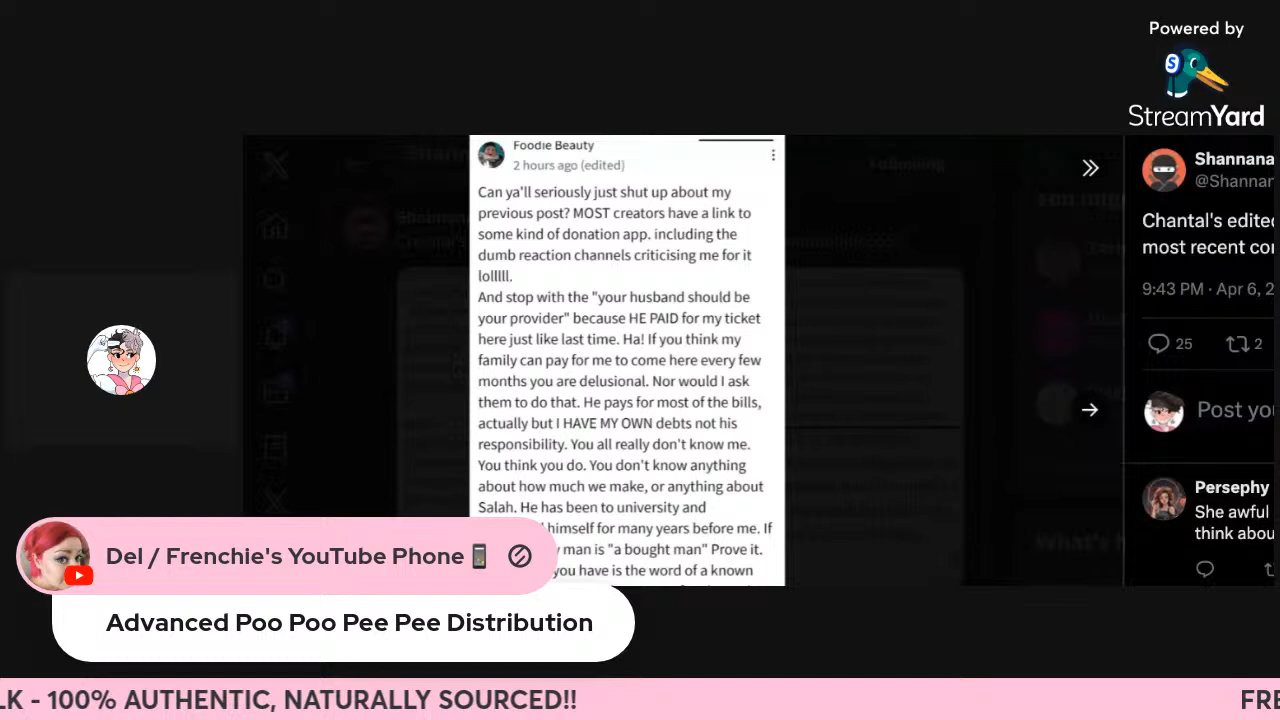 Powered by
StreamYard
Foodie Beauty
2 hours ago (edited)
Can ya'll seriously just shut up about my
previous post? MOST creators have a link to
some kind of donation app. including the
dumb reaction channels criticising me for it
lolllll.
And stop with the "your husband should be
your provider" because HE PAID for my ticket
here just like last time. Ha! If you think my
family can pay for me to come here every few
months you are delusional. Nor would I ask
them to do that. He pays for most of the bills,
actually but I HAVE MY OWN debts not his
responsibility. You all really don't know me.
You think you do. You don't know anything
about how much we make, or anything about
Salah. He has been to university and
himself for many years before me. If
man is "a bought man" Prove it.
you have is the word of a known
Shannana
@Shannan
Chantal's edited
most recent co
9:43 PM · Apr 6, 2
25
2
Post you
Persephy
She awful
think abou
Del / Frenchie's YouTube Phone
Advanced Poo Poo Pee Pee Distribution
LK - 100% AUTHENTIC, NATURALLY SOURCED!!
FRE